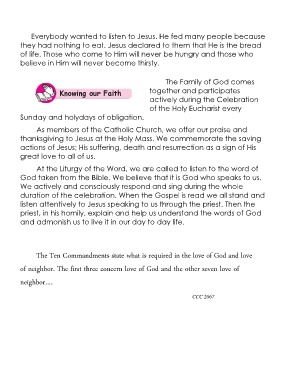 Everybody wanted to listen to Jesus. He fed many people because
they had nothing to eat. Jesus declared to them that He is the bread
of life. Those who come to Him will never be hungry and those who
believe in Him will never become thirsty.
Knowing our Faith
The Family of God comes
together and participates
actively during the Celebration
of the Holy Eucharist every
Sunday and holydays of obligation.
As members of the Catholic Church, we offer our praise and
thanksgiving to Jesus at the Holy Mass. We commemorate the saving
actions of Jesus; His suffering, death and resurrection as a sign of His
great love to all of us.
At the Liturgy of the Word, we are called to listen to the word of
God taken from the Bible. We believe that it is God who speaks to us.
We actively and consciously respond and sing during the whole
duration of the celebration. When the Gospel is read we all stand and
listen attentively to Jesus speaking to us through the priest. Then the
priest, in his homily, explain and help us understand the words of God
and admonish us to live it in our day to day life.
The Ten Commandments state what is required in the love of God and love
of neighbor. The first three concern love of God and the other seven love of
neighbor....
CCC 2067